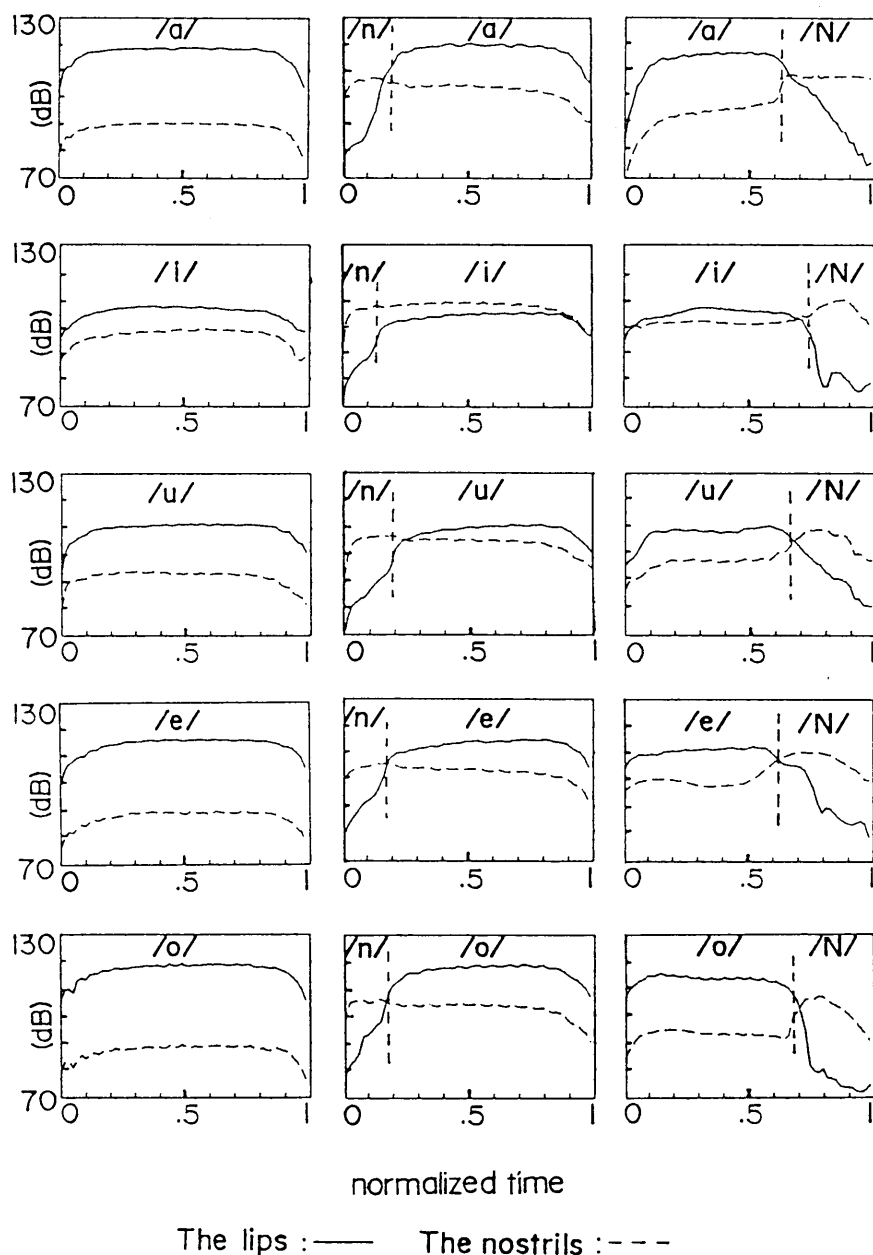 130 /a/ /n/ /a/ /a/ /N/
(dB)
70
0 .5 1 0 .5 1 0 .5 1
130 /i/ /n/ /i/ /i/ /N/
(dB)
70
0 .5 1 0 .5 1 0 .5 1
130 /u/ /n/ /u/ /u/ /N/
(dB)
70
0 .5 1 0 .5 1 0 .5 1
130 /e/ /n/ /e/ /e/ /N/
(dB)
70
0 .5 1 0 .5 1 0 .5 1
130 /o/ /n/ /o/ /o/ /N/
(dB)
70
0 .5 1 0 .5 1 0 .5 1
normalized time
The lips : The nostrils :